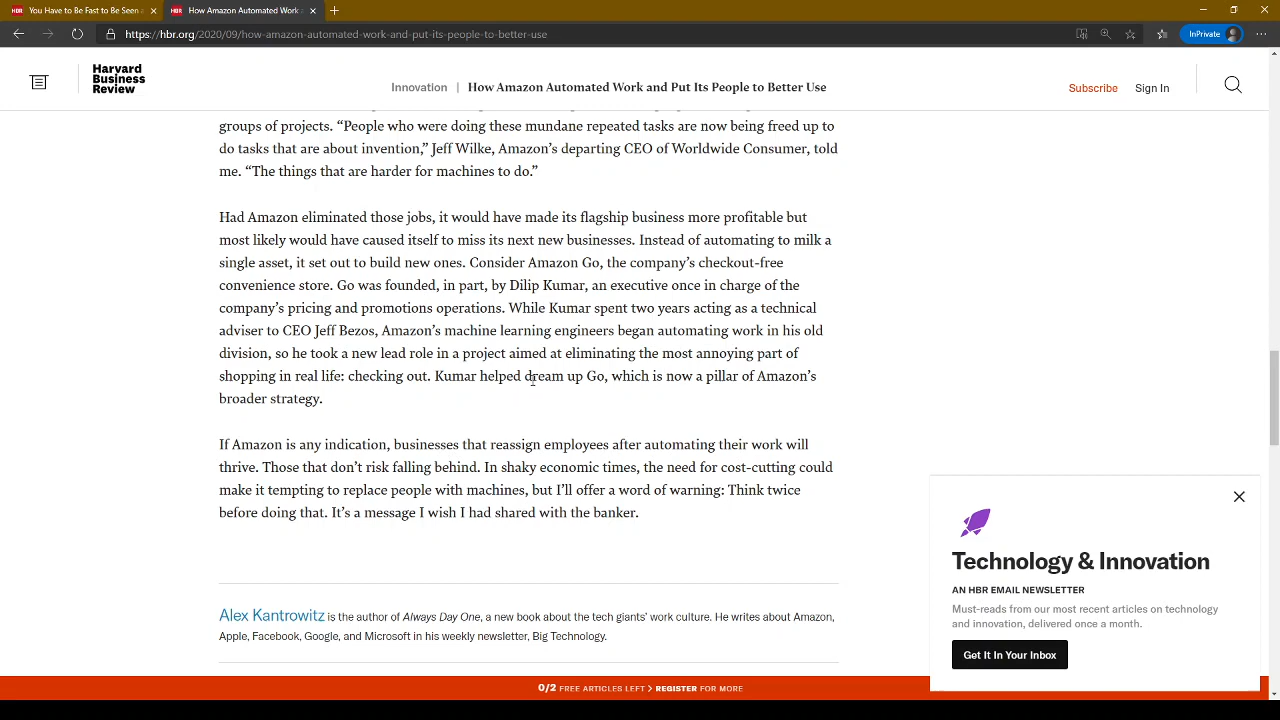 HBR You have to Be Fast to Be Seen a
HBR How Amazon Automated Work an
https://hbr.org/2020/09/how-amazon-automated-work-and-put-its-people-to-better-use
InPrivate
Harvard
Business
Review
Innovation | How Amazon Automated Work and Put Its People to Better Use
Subscribe Sign In
groups of projects. “People who were doing these mundane repeated tasks are now being freed up to
do tasks that are about invention,” Jeff Wilke, Amazon’s departing CEO of Worldwide Consumer, told
me. “The things that are harder for machines to do.”
Had Amazon eliminated those jobs, it would have made its flagship business more profitable but
most likely would have caused itself to miss its next new businesses. Instead of automating to milk a
single asset, it set out to build new ones. Consider Amazon Go, the company’s checkout-free
convenience store. Go was founded, in part, by Dilip Kumar, an executive once in charge of the
company’s pricing and promotions operations. While Kumar spent two years acting as a technical
adviser to CEO Jeff Bezos, Amazon’s machine learning engineers began automating work in his old
division, so he took a new lead role in a project aimed at eliminating the most annoying part of
shopping in real life: checking out. Kumar helped dream up Go, which is now a pillar of Amazon’s
broader strategy.
If Amazon is any indication, businesses that reassign employees after automating their work will
thrive. Those that don’t risk falling behind. In shaky economic times, the need for cost-cutting could
make it tempting to replace people with machines, but I’ll offer a word of warning: Think twice
before doing that. It’s a message I wish I had shared with the banker.
Alex Kantrowitz is the author of Always Day One, a new book about the tech giants’ work culture. He writes about Amazon,
Apple, Facebook, Google, and Microsoft in his weekly newsletter, Big Technology.
Technology & Innovation
AN HBR EMAIL NEWSLETTER
Must-reads from our most recent articles on technology
and innovation, delivered once a month.
Get It In Your Inbox
0/2 FREE ARTICLES LEFT > REGISTER FOR MORE